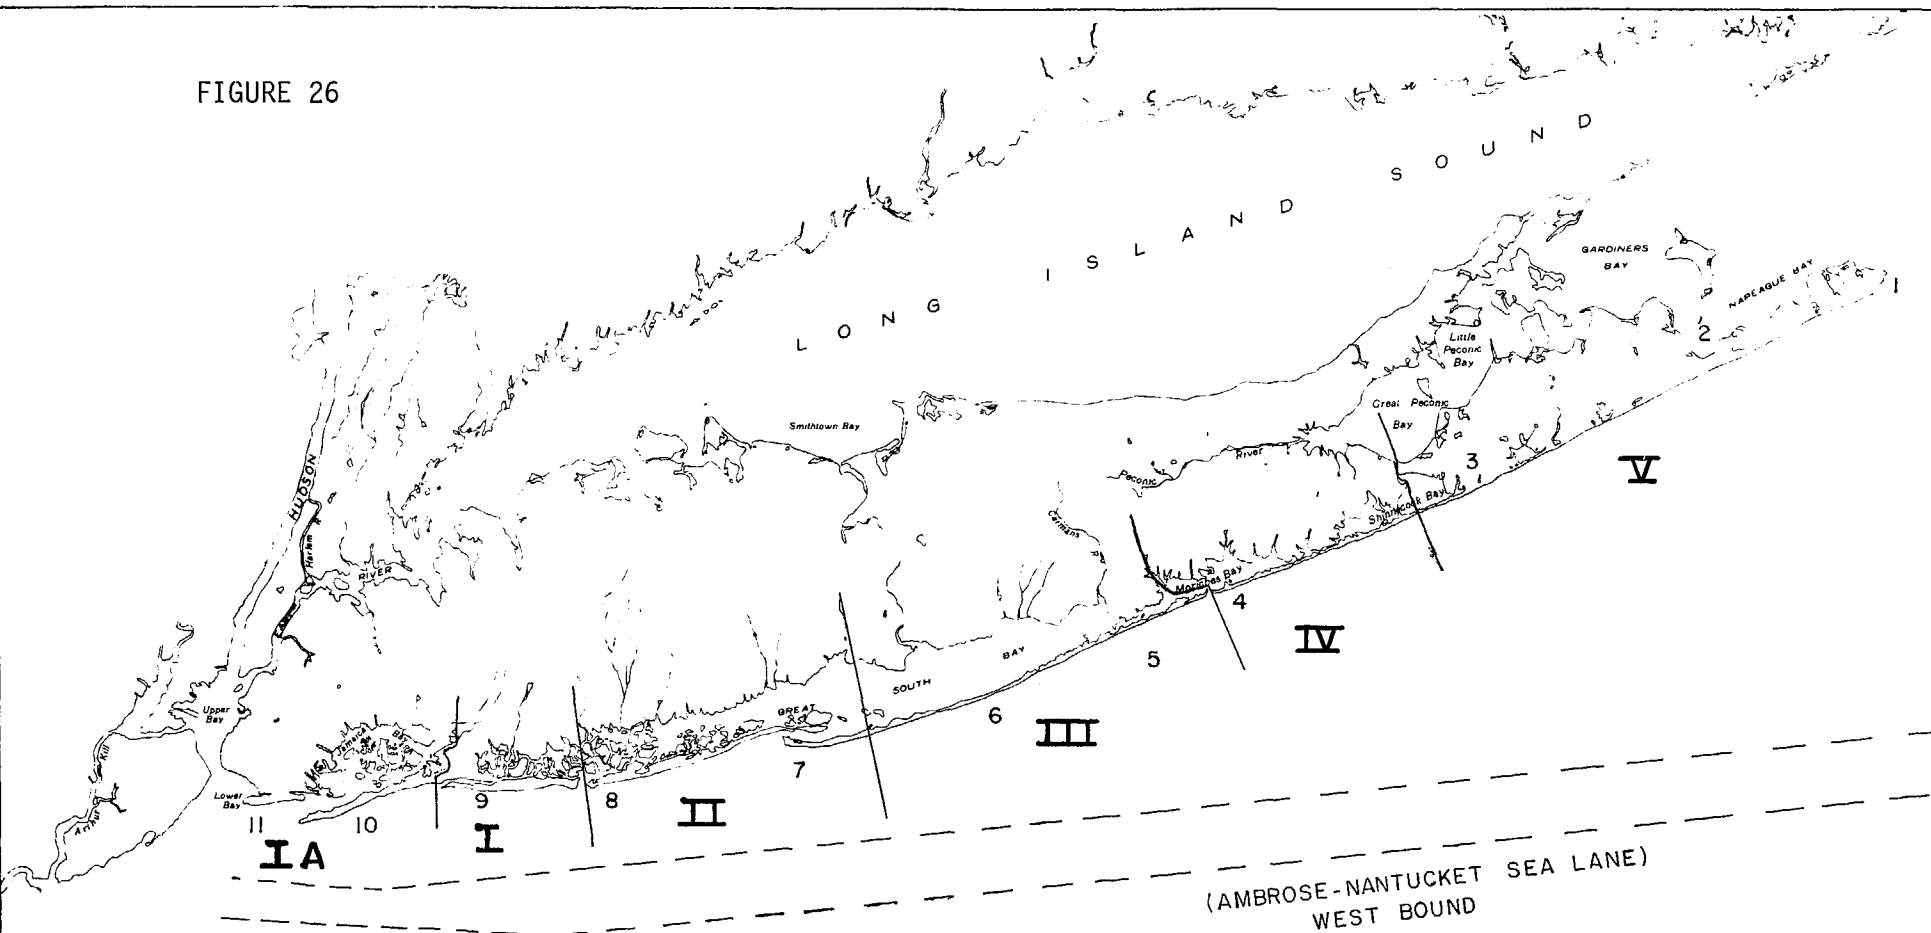 FIGURE 26
LONG ISLAND SOUND
GARDINERS
BAY
NAPEAGUE BAY
1
2
Little
Peconic
Bay
Great Peconic
Bay
Smithtown Bay
3
V
HUDSON
Harlem
RIVER
Peconic River
Shinnecock Bay
Carmans R
Moriches Bay
4
IV
5
GREAT SOUTH BAY
6
III
Upper
Bay
Jamaica Bay
7
Arthur Kill
Lower
Bay
9
8
II
11
10
I
IA
(AMBROSE-NANTUCKET SEA LANE)
WEST BOUND